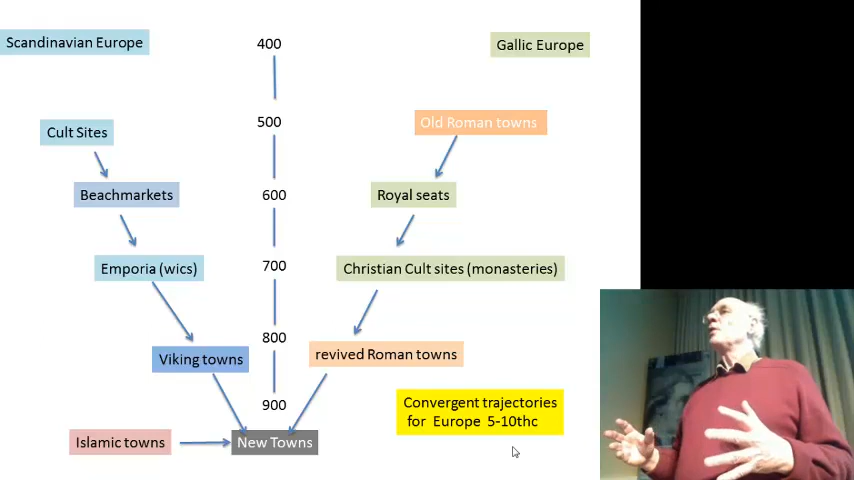 Scandinavian Europe
400
Gallic Europe
500
Old Roman towns
Cult Sites
Beachmarkets
600
Royal seats
Emporia (wics)
700
Christian Cult sites (monasteries)
800
Viking towns
revived Roman towns
900
Convergent trajectories
for Europe 5-10thc
Islamic towns
New Towns